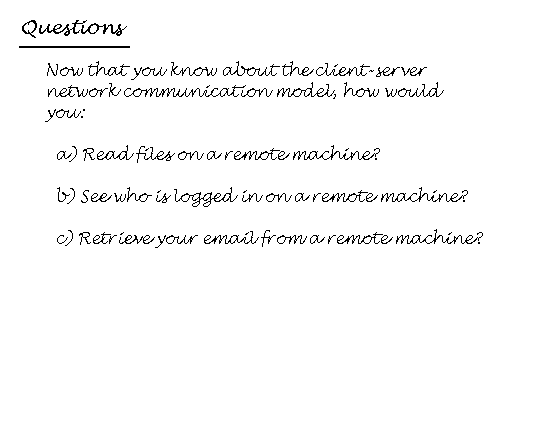 Questions
Now that you know about the client-server
network communication model, how would
you:
a) Read files on a remote machine?
b) See who is logged in on a remote machine?
c) Retrieve your email from a remote machine?